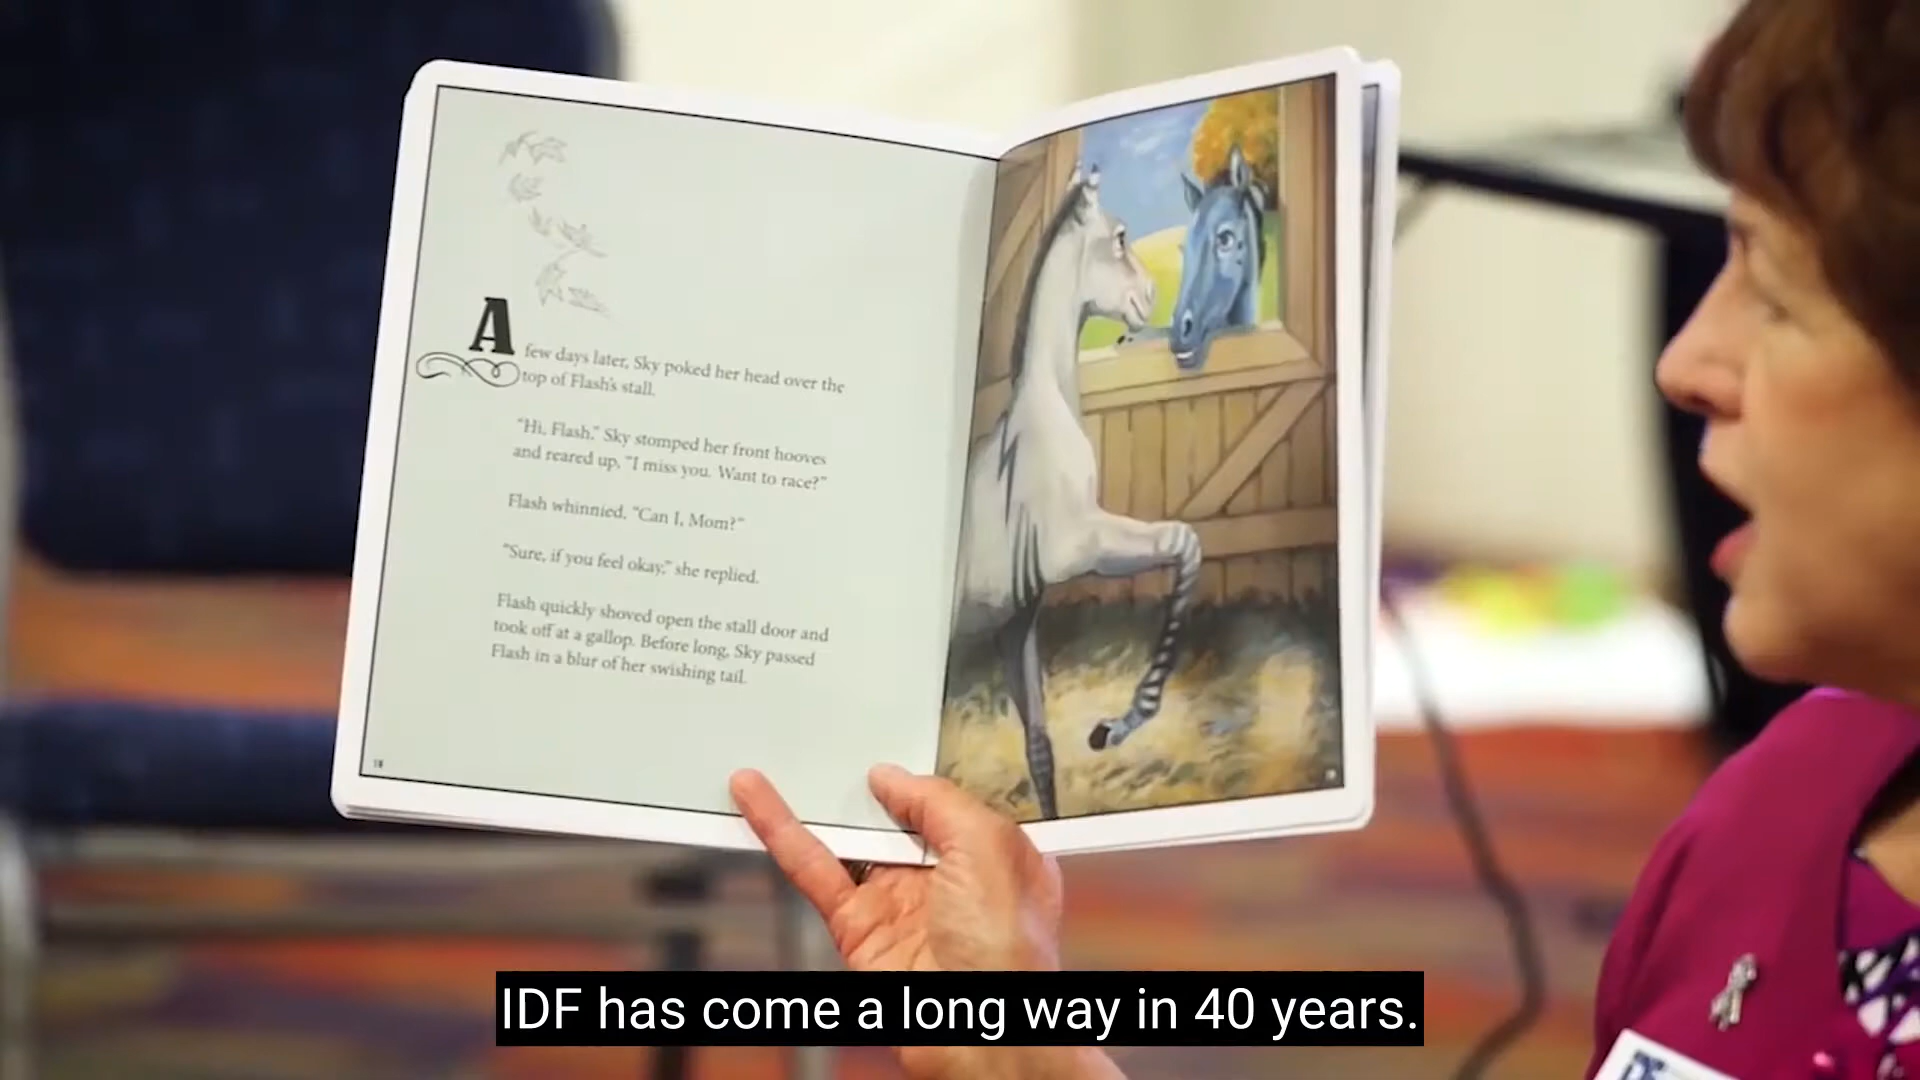 A
few days later, Sky poked her head over the
top of Flash's stall.
"Hi, Flash," Sky stomped her front hooves
and reared up, "I miss you. Want to race?"
Flash whinnied, "Can I, Mom?"
"Sure, if you feel okay," she replied.
Flash quickly shoved open the stall door and
took off at a gallop. Before long, Sky passed
Flash in a blur of her swishing tail.
18
IDF has come a long way in 40 years.